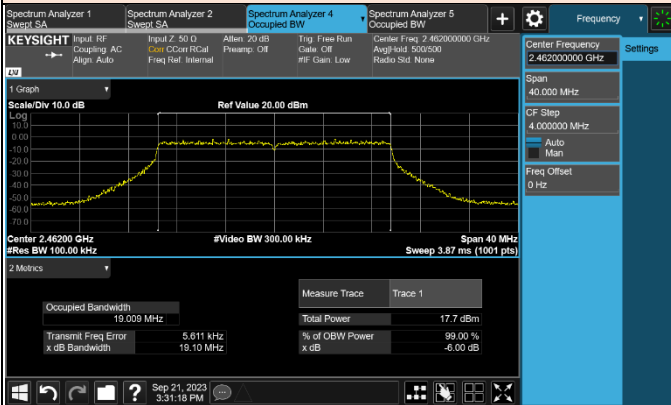 Spectrum Analyzer 1
Swept SA
Spectrum Analyzer 2
Swept SA
Spectrum Analyzer 4
Occupied BW
Spectrum Analyzer 5
Occupied BW
Frequency
KEYSIGHT
Input: RF
Coupling: AC
Align: Auto
Input Z: 50 Ω
Corr CCorr RCal
Freq Ref: Internal
Atten: 20 dB
Preamp: Off
Trig: Free Run
Gate: Off
#IF Gain: Low
Center Freq: 2.462000000 GHz
Avg|Hold: 500/500
Radio Std: None
LXI
Center Frequency
2.462000000 GHz
Settings
Span
40.000 MHz
CF Step
4.000000 MHz
Auto
Man
Freq Offset
0 Hz
1 Graph
Scale/Div 10.0 dB
Ref Value 20.00 dBm
Log
10.0
0.00
-10.0
-20.0
-30.0
-40.0
-50.0
-60.0
-70.0
Center 2.46200 GHz
#Video BW 300.00 kHz
Span 40 MHz
#Res BW 100.00 kHz
Sweep 3.87 ms (1001 pts)
2 Metrics
Measure Trace
Trace 1
Occupied Bandwidth
19.009 MHz
Total Power
17.7 dBm
Transmit Freq Error
5.611 kHz
% of OBW Power
99.00 %
x dB Bandwidth
19.10 MHz
x dB
-6.00 dB
?
Sep 21, 2023
3:31:18 PM